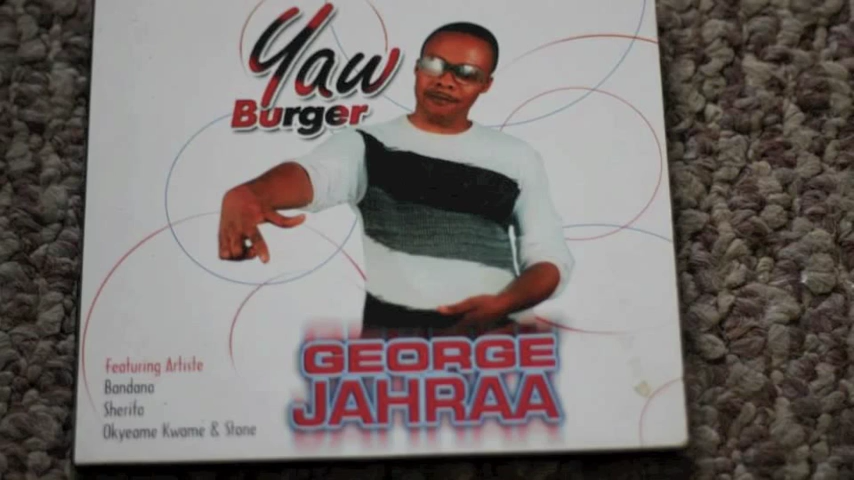 Yaw
Burger
GEORGE
JAHRAA
Featuring Artiste
Bandana
Sherifa
Okyeame Kwame & Stone